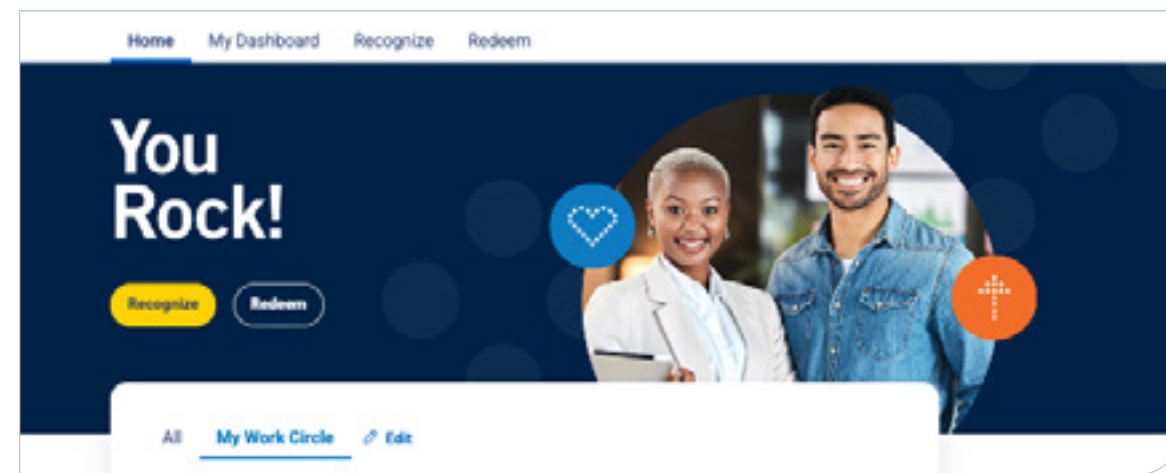 Home My Dashboard Recognize Redeem
You
Rock!
Recognize Redeem
All My Work Circle Edit